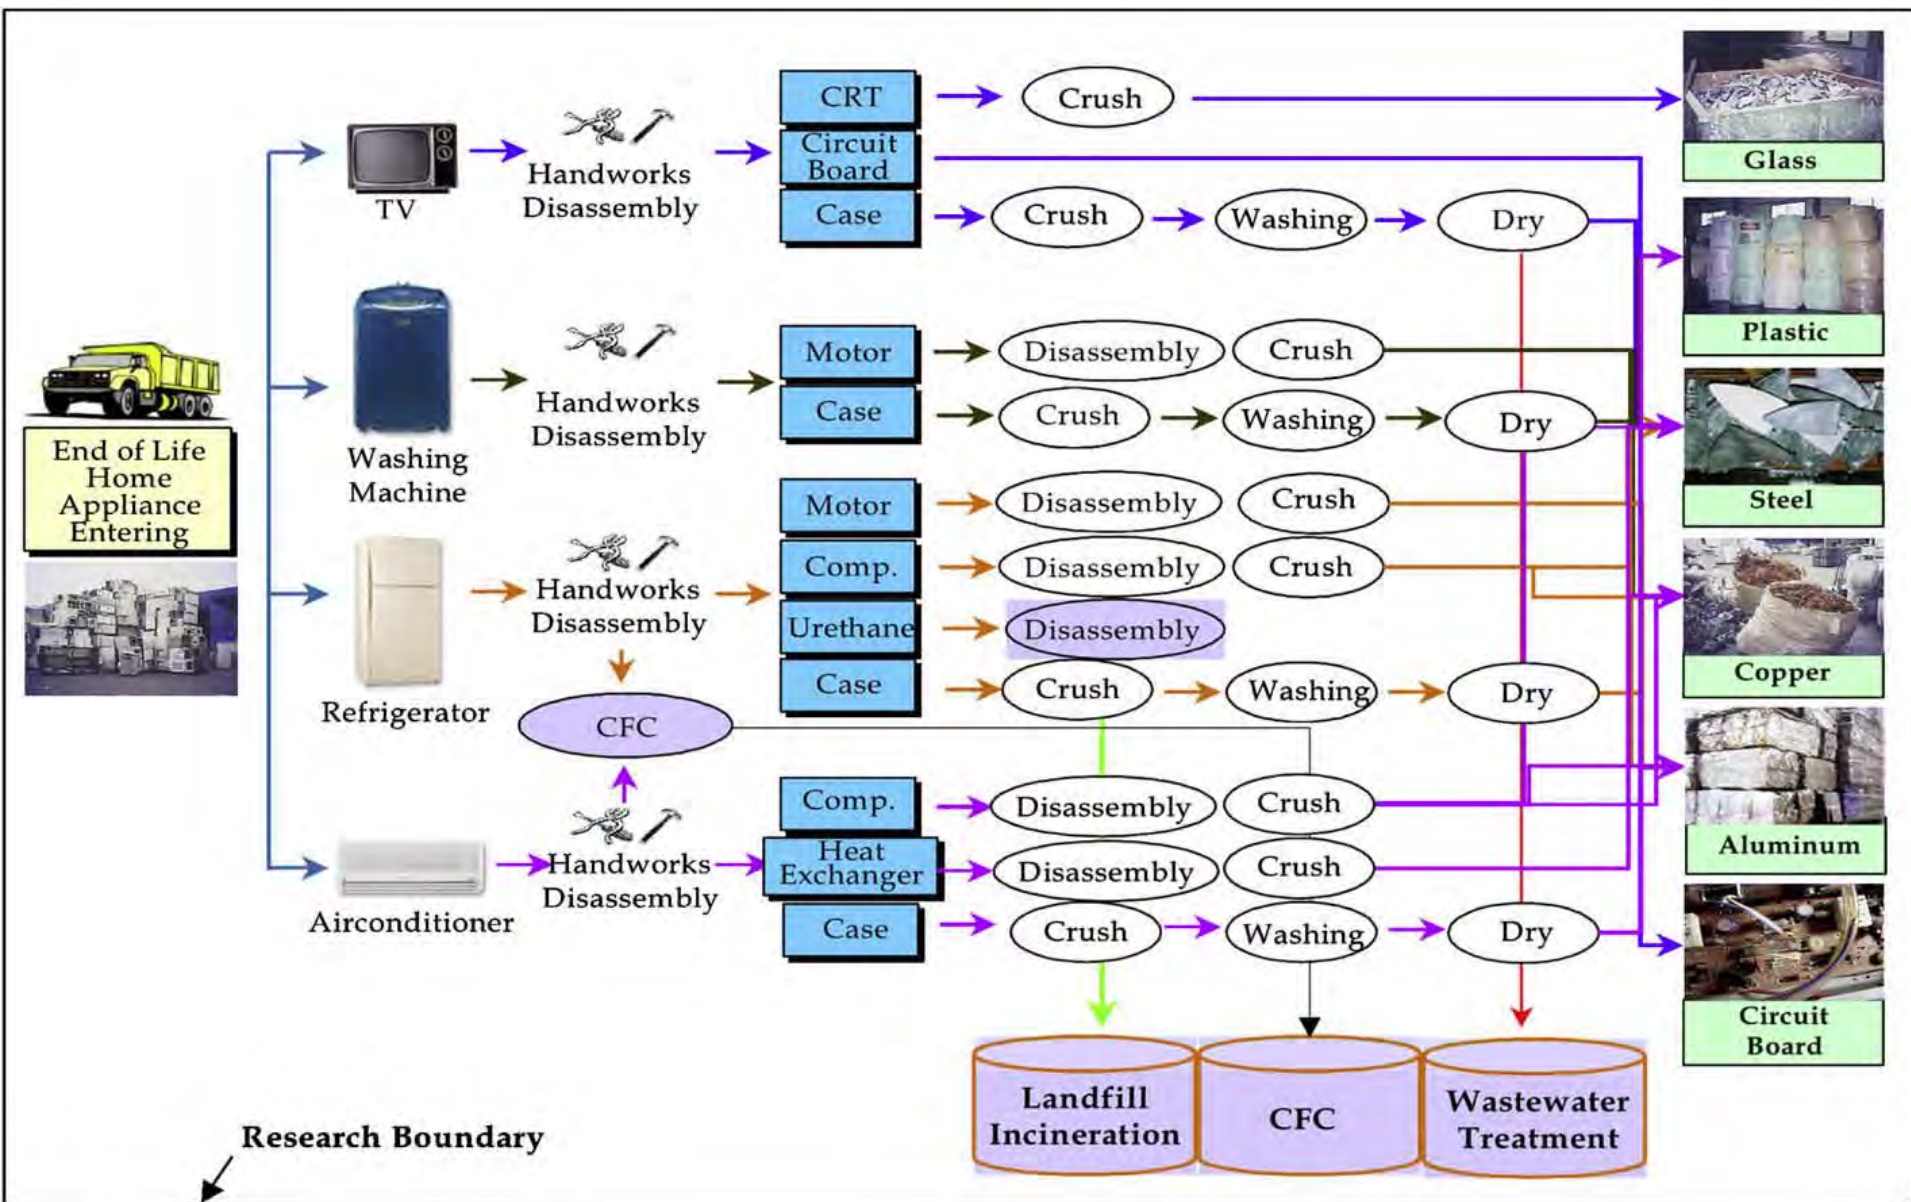 End of Life
Home
Appliance
Entering
TV
Handworks
Disassembly
CRT
Circuit
Board
Case
Crush
Crush
Washing
Dry
Washing
Machine
Handworks
Disassembly
Motor
Case
Disassembly
Crush
Crush
Washing
Dry
Refrigerator
Handworks
Disassembly
CFC
Motor
Comp.
Urethane
Case
Disassembly
Crush
Disassembly
Crush
Disassembly
Crush
Washing
Dry
Airconditioner
Handworks
Disassembly
Comp.
Heat
Exchanger
Case
Disassembly
Crush
Disassembly
Crush
Crush
Washing
Dry
Glass
Plastic
Steel
Copper
Aluminum
Circuit
Board
Landfill
Incineration
CFC
Wastewater
Treatment
Research Boundary